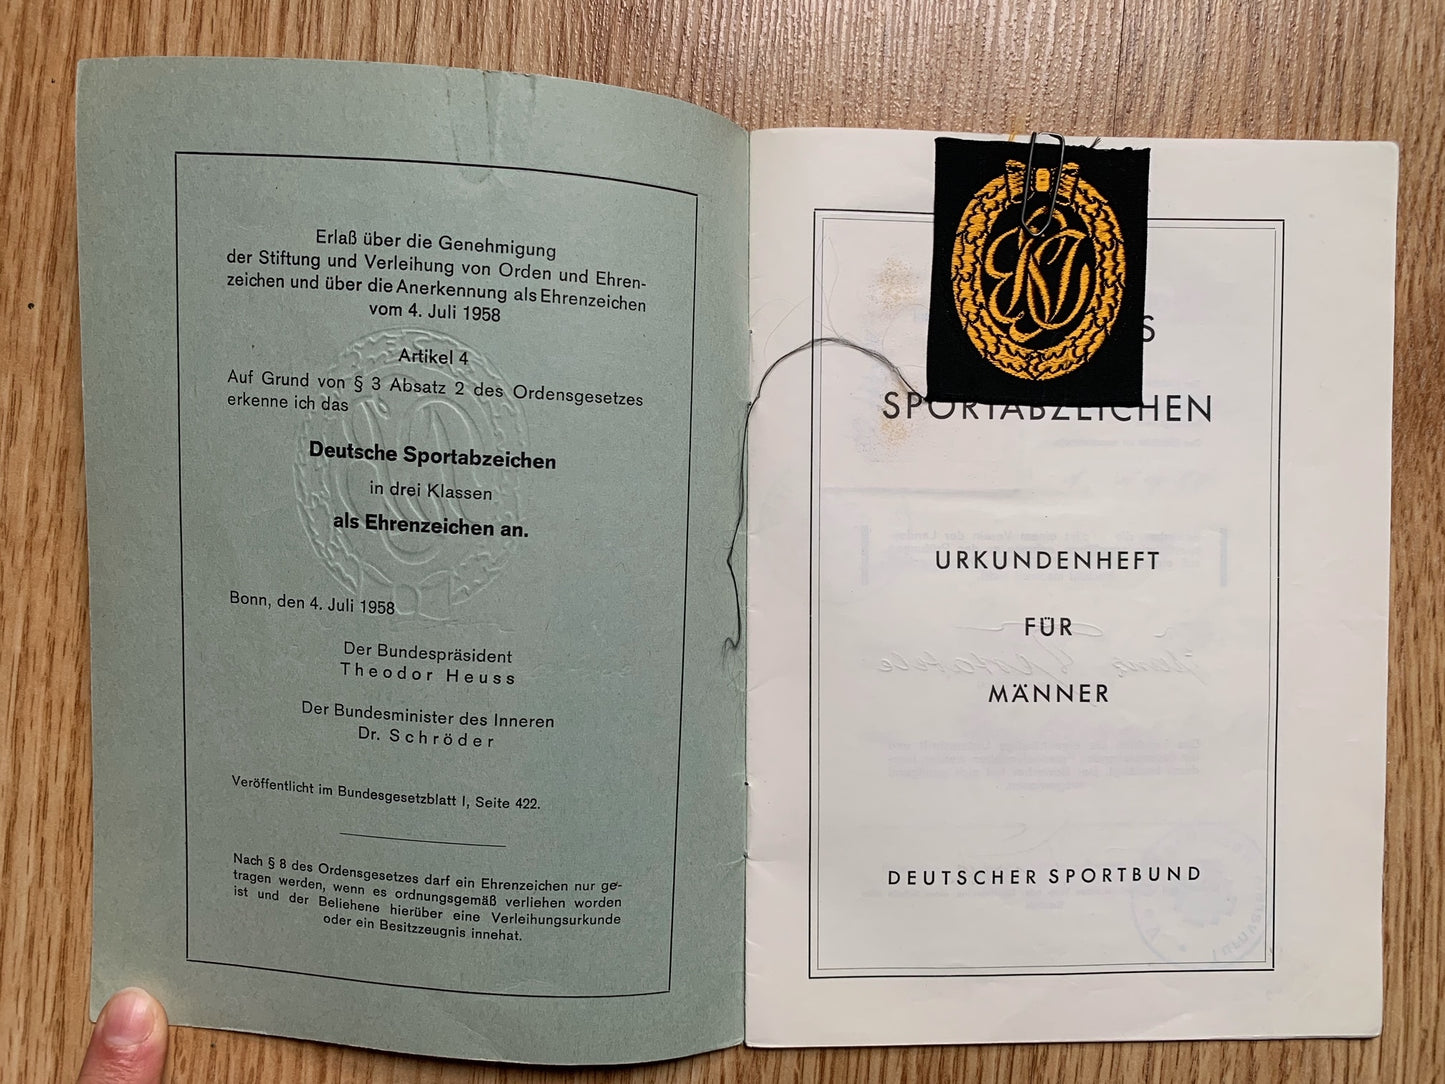 Erlaß über die Genehmigung
der Stiftung und Verleihung von Orden und Ehren-
zeichen und über die Anerkennung als Ehrenzeichen
vom 4. Juli 1958
Artikel 4
Auf Grund von § 3 Absatz 2 des Ordensgesetzes
erkenne ich das
Deutsche Sportabzeichen
in drei Klassen
als Ehrenzeichen an.
Bonn, den 4. Juli 1958
Der Bundespräsident
Theodor Heuss
Der Bundesminister des Inneren
Dr. Schröder
Veröffentlicht im Bundesgesetzblatt I, Seite 422.
Nach § 8 des Ordensgesetzes darf ein Ehrenzeichen nur ge-
tragen werden, wenn es ordnungsgemäß verliehen worden
ist und der Beliehene hierüber eine Verleihungsurkunde
oder ein Besitzzeugnis innehat.
S
SPORTABZEICHEN
URKUNDENHEFT
FÜR
MÄNNER
DEUTSCHER SPORTBUND